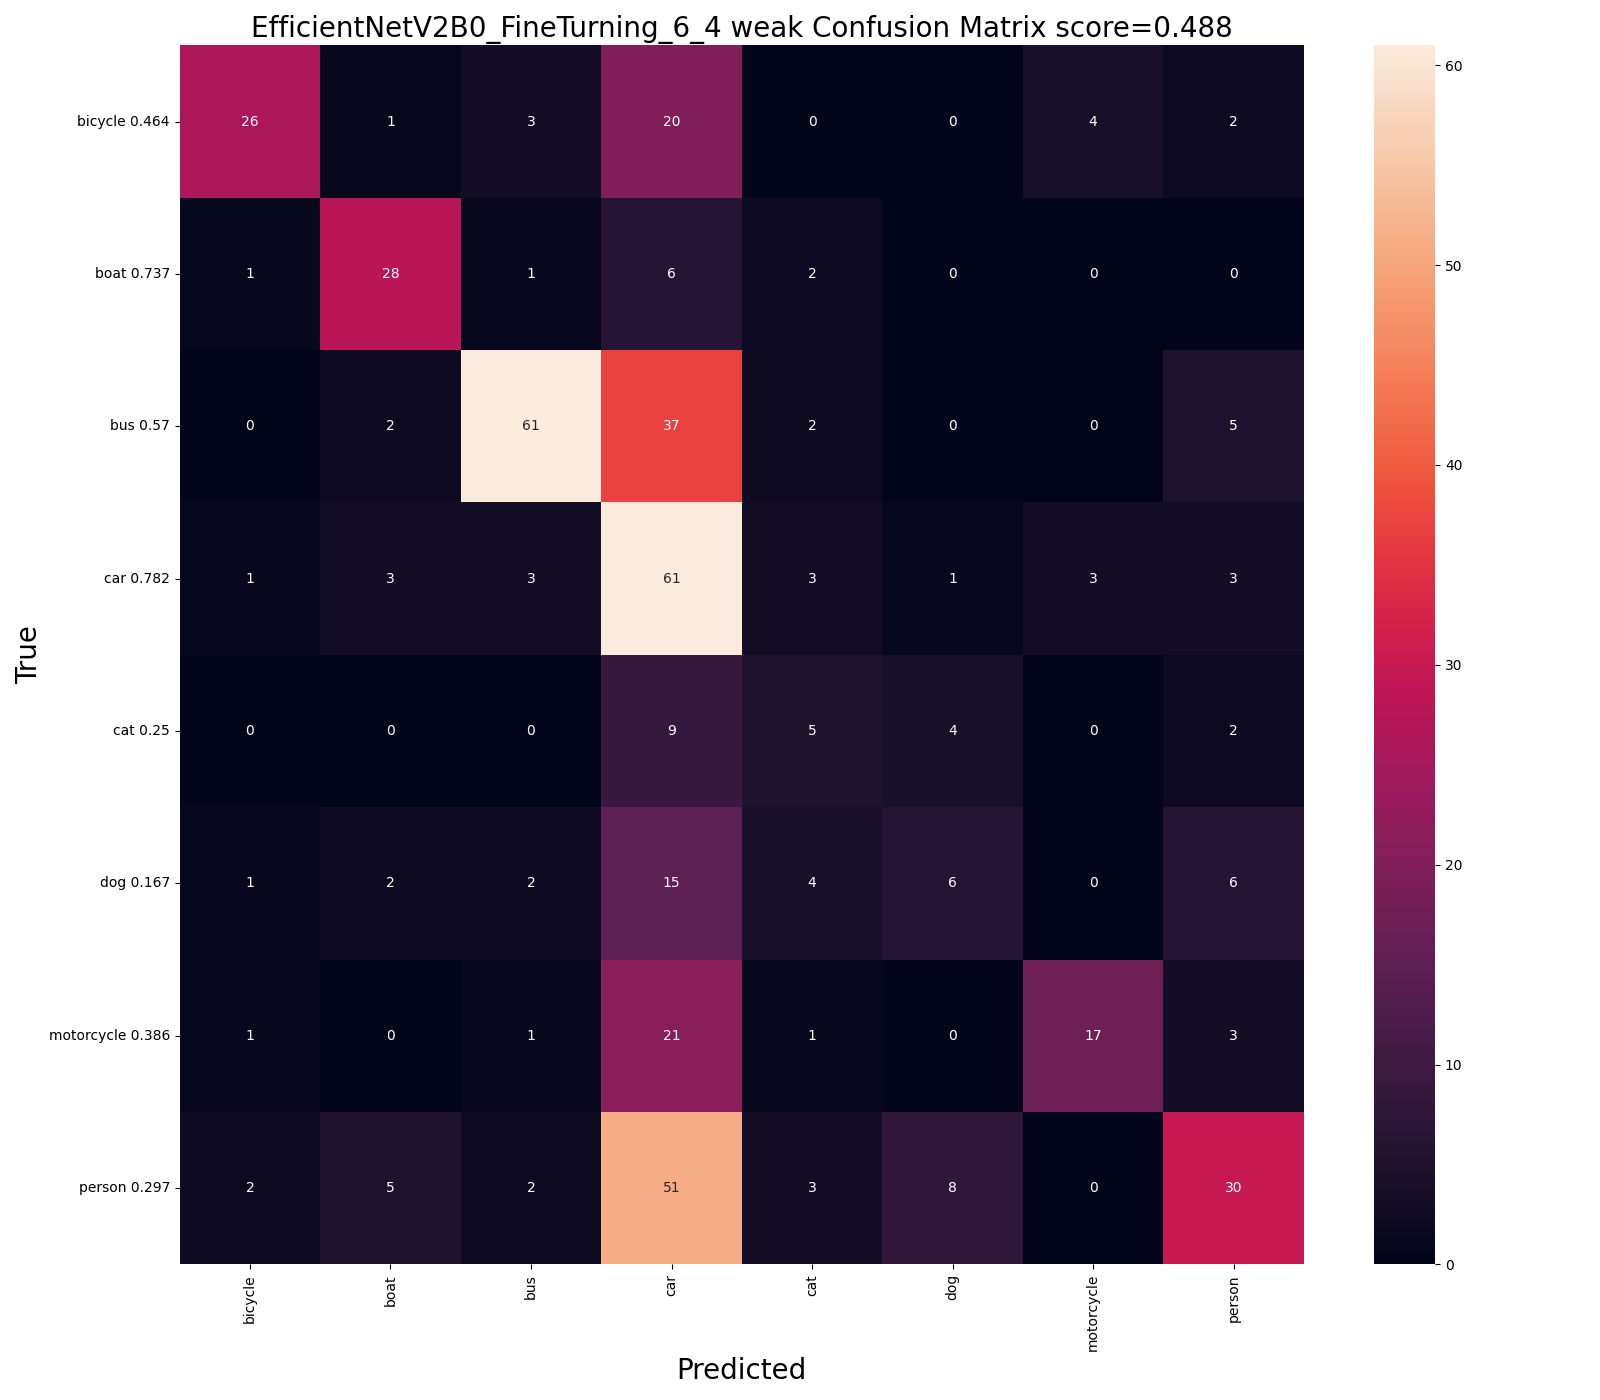 EfficientNetV2B0_FineTurning_6_4 weak Confusion Matrix score=0.488
bicycle 0.464 26 1 3 20 0 0 4 2
boat 0.737 1 28 1 6 2 0 0 0
bus 0.57 0 2 61 37 2 0 0 5
car 0.782 1 3 3 61 3 1 3 3
cat 0.25 0 0 0 9 5 4 0 2
dog 0.167 1 2 2 15 4 6 0 6
motorcycle 0.386 1 0 1 21 1 0 17 3
person 0.297 2 5 2 51 3 8 0 30
True
bicycle boat bus car cat dog motorcycle person
Predicted
60
50
40
30
20
10
0